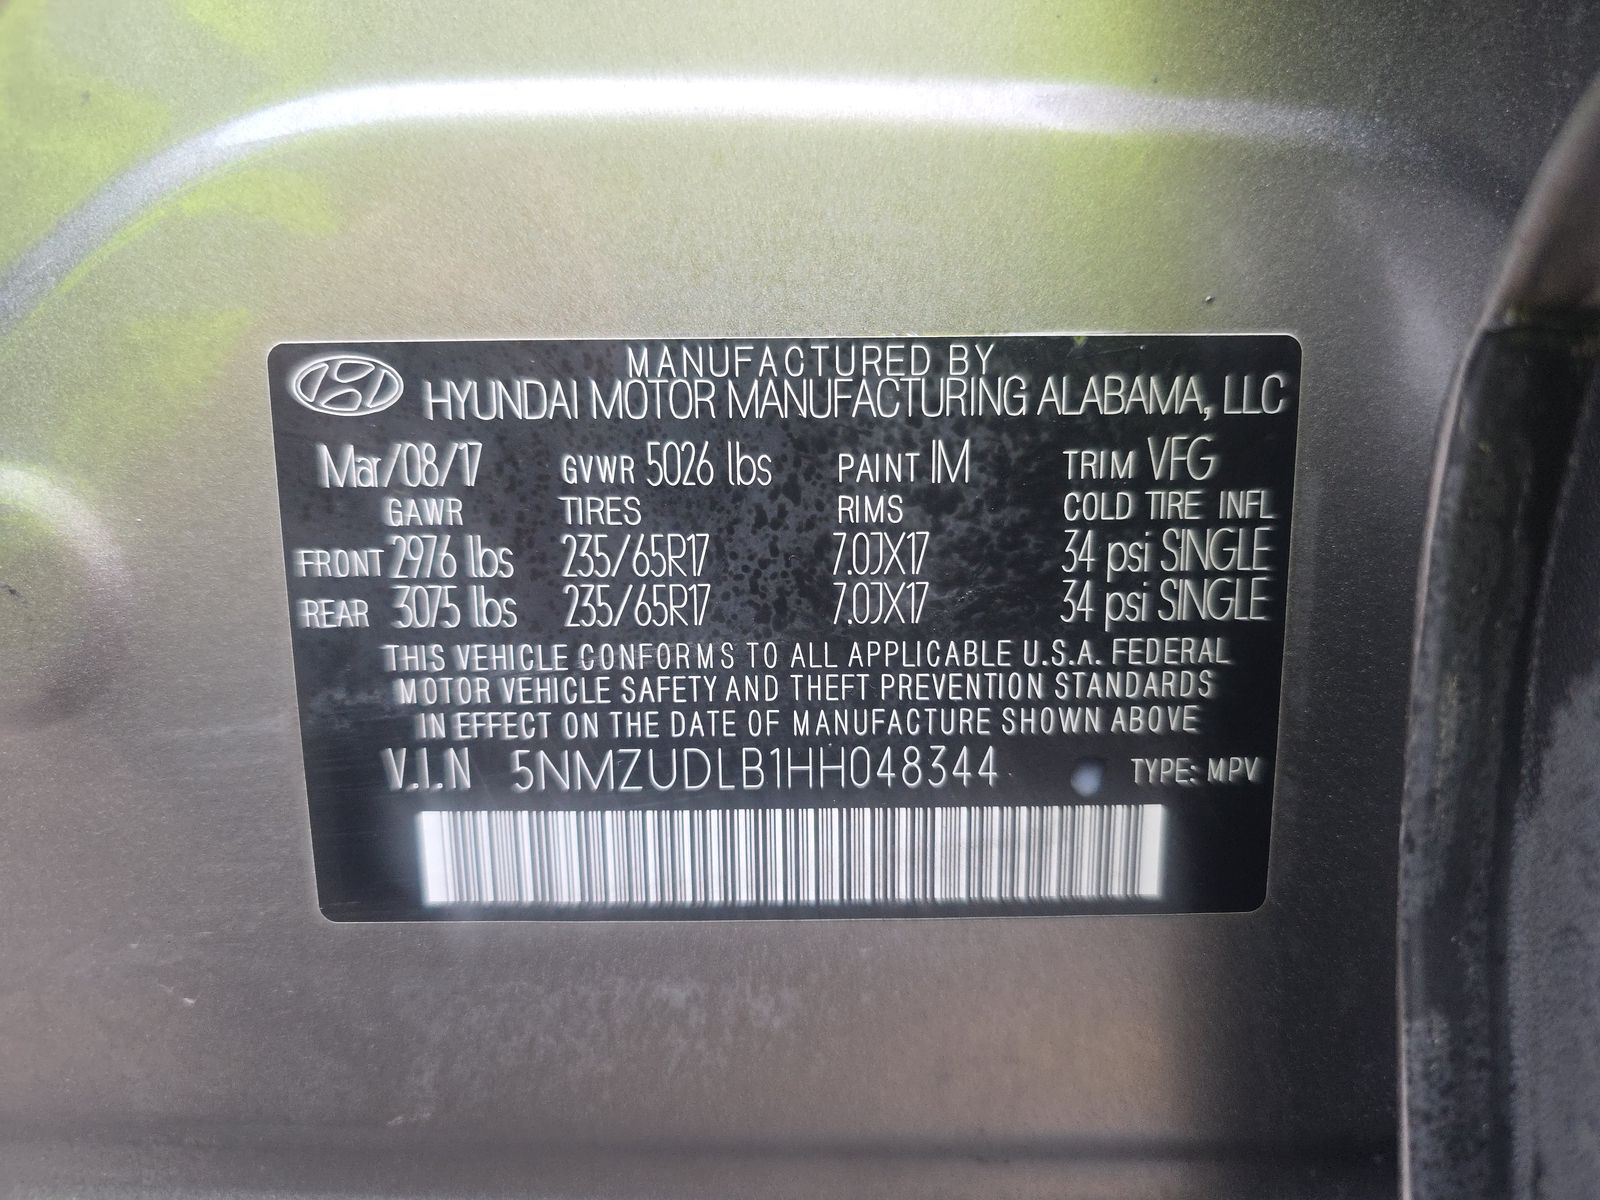 MANUFACTURED BY
HYUNDAI MOTOR MANUFACTURING ALABAMA, LLC
Mar/08/17 GVWR 5026 lbs PAINT IM TRIM VFG
GAWR TIRES RIMS COLD TIRE INFL
FRONT 2976 lbs 235/65R17 7.0JX17 34 psi SINGLE
REAR 3075 lbs 235/65R17 7.0JX17 34 psi SINGLE
THIS VEHICLE CONFORMS TO ALL APPLICABLE U.S.A. FEDERAL
MOTOR VEHICLE SAFETY AND THEFT PREVENTION STANDARDS
IN EFFECT ON THE DATE OF MANUFACTURE SHOWN ABOVE
V.I.N 5NMZUDLB1HH048344 TYPE: MPV